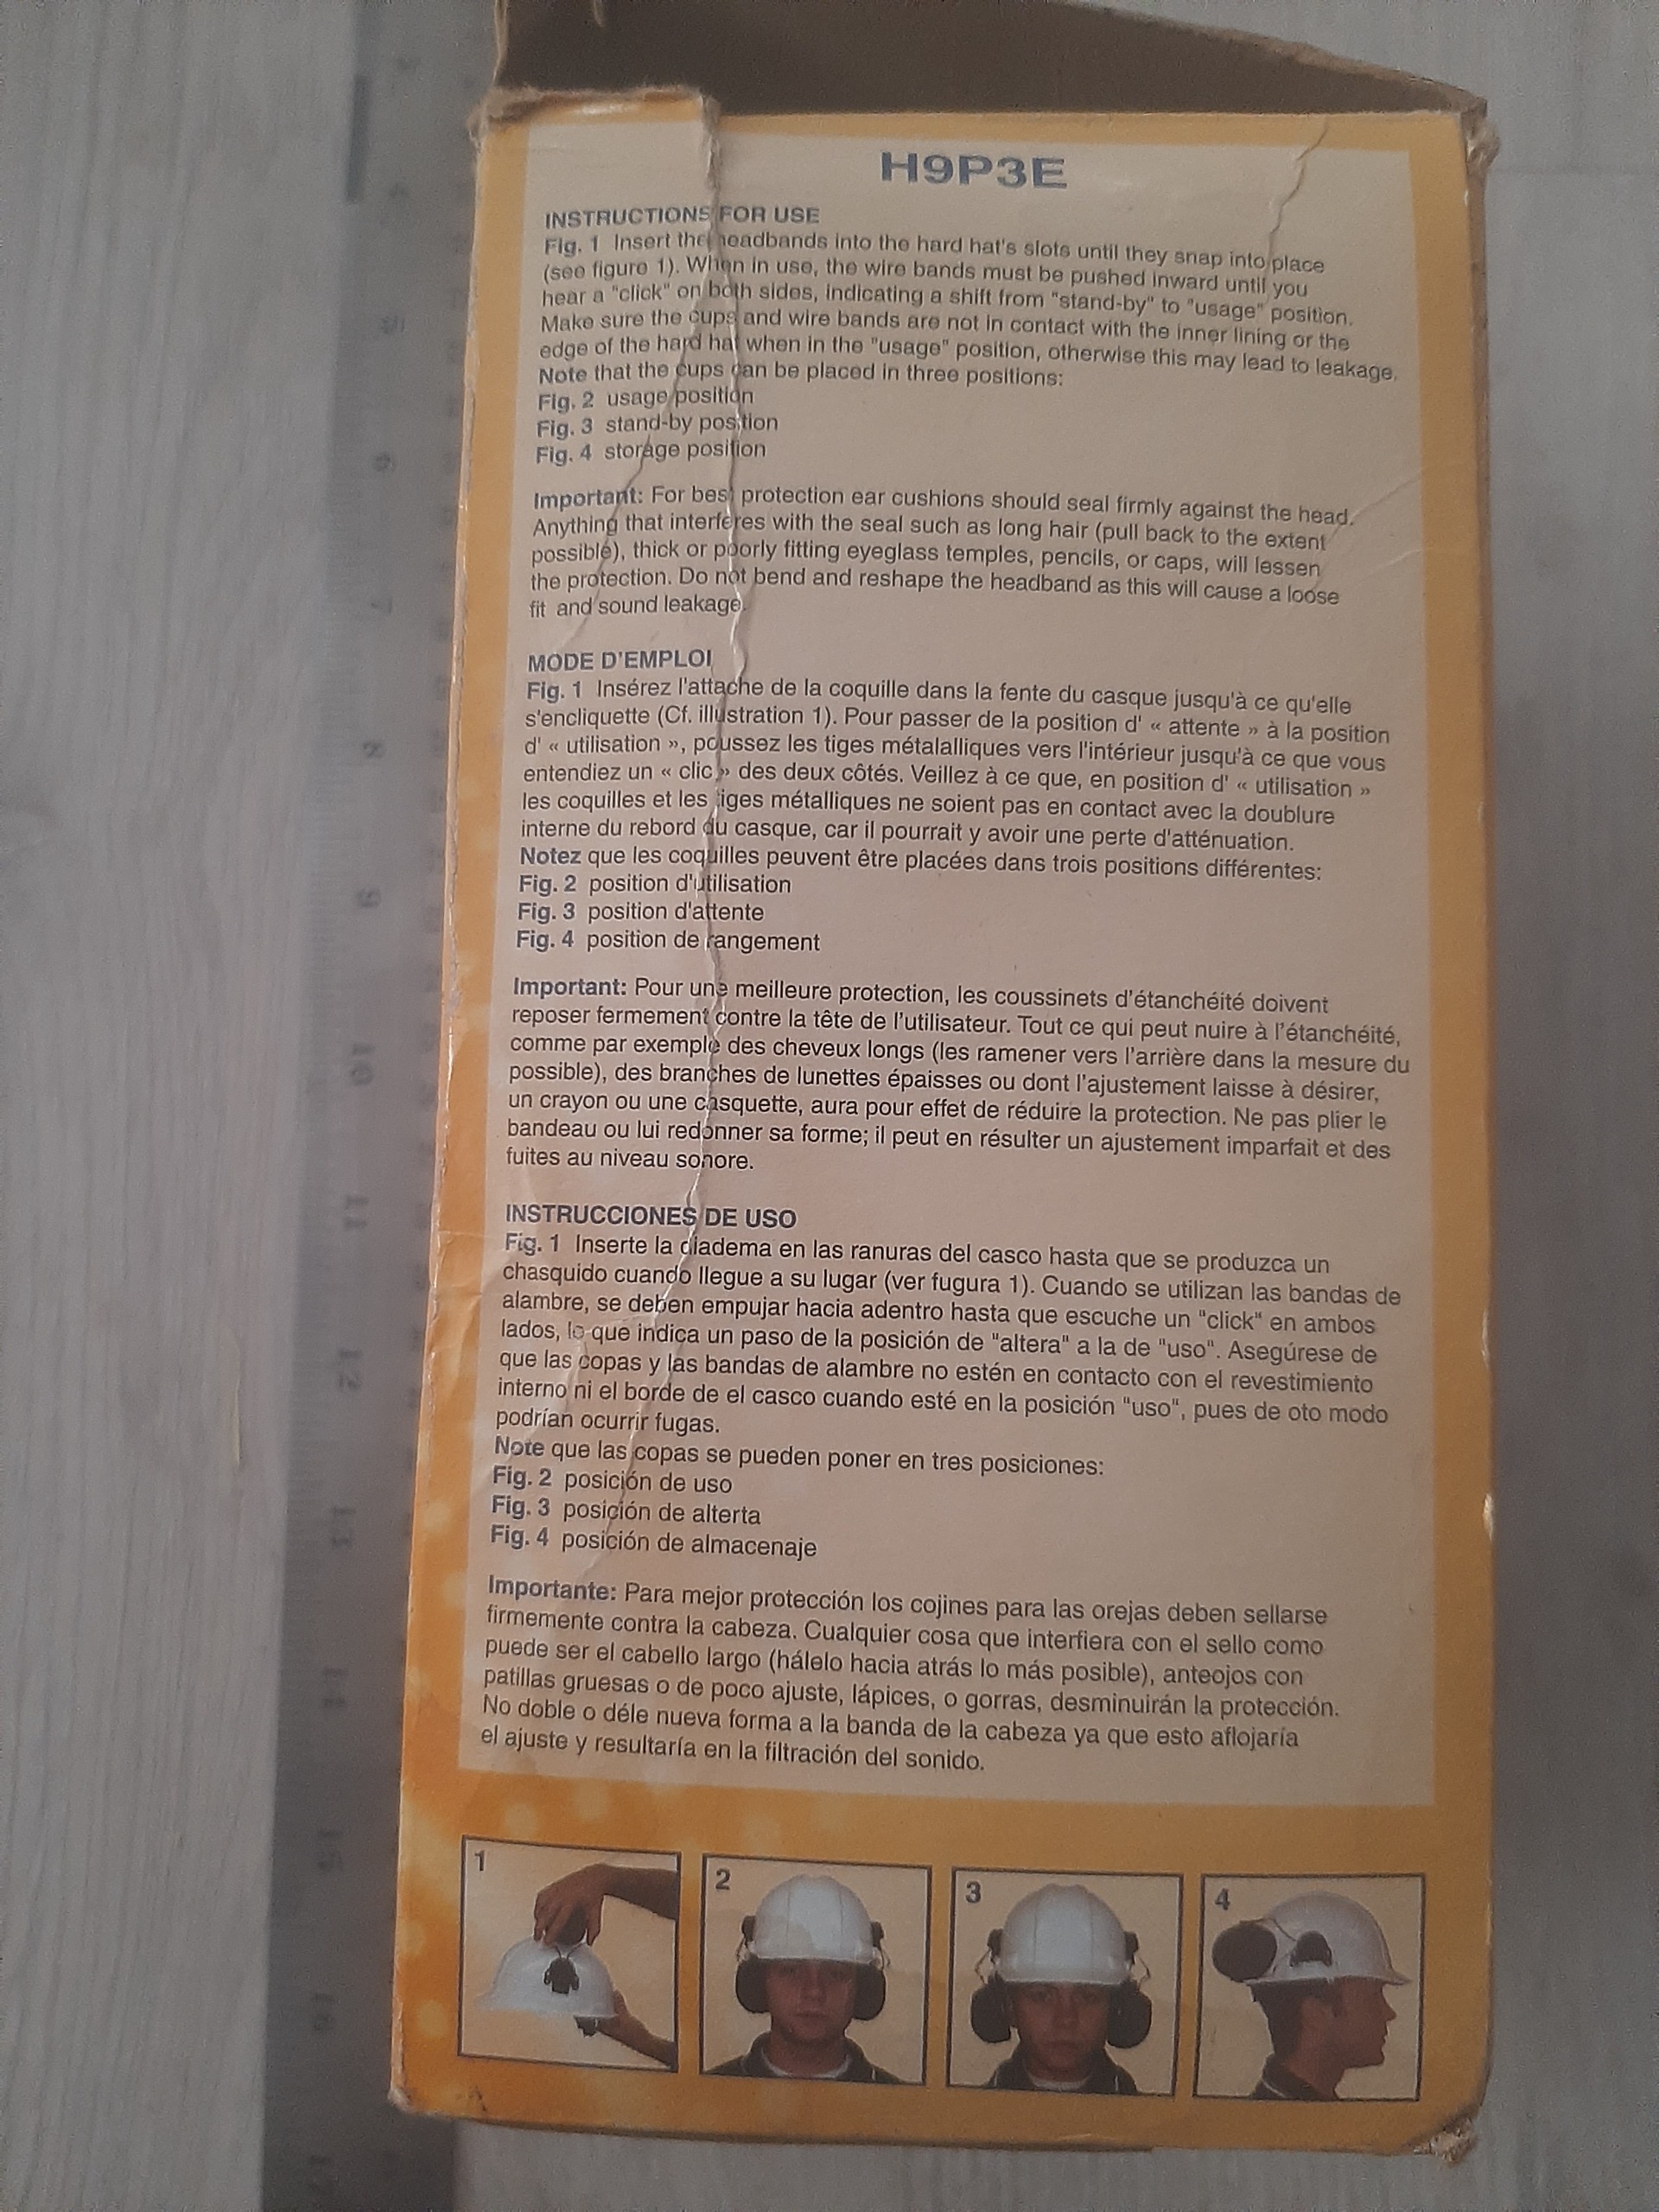 H9P3E
INSTRUCTIONS FOR USE
Fig. 1 Insert the headbands into the hard hat's slots until they snap into place
(see figure 1). When in use, the wire bands must be pushed inward until you
hear a "click" on both sides, indicating a shift from "stand-by" to "usage" position.
Make sure the cups and wire bands are not in contact with the inner lining or the
edge of the hard hat when in the "usage" position, otherwise this may lead to leakage.
Note that the cups can be placed in three positions:
Fig. 2 usage position
Fig. 3 stand-by position
Fig. 4 storage position
Important: For best protection ear cushions should seal firmly against the head.
Anything that interferes with the seal such as long hair (pull back to the extent
possible), thick or poorly fitting eyeglass temples, pencils, or caps, will lessen
the protection. Do not bend and reshape the headband as this will cause a loose
fit and sound leakage.
MODE D'EMPLOI
Fig. 1 Insérez l'attache de la coquille dans la fente du casque jusqu'à ce qu'elle
s'encliquette (Cf. illustration 1). Pour passer de la position d' « attente » à la position
d' « utilisation », poussez les tiges métalalliques vers l'intérieur jusqu'à ce que vous
entendiez un « clic » des deux côtés. Veillez à ce que, en position d' « utilisation »
les coquilles et les tiges métalliques ne soient pas en contact avec la doublure
interne du rebord du casque, car il pourrait y avoir une perte d'atténuation.
Notez que les coquilles peuvent être placées dans trois positions différentes:
Fig. 2 position d'utilisation
Fig. 3 position d'attente
Fig. 4 position de rangement
Important: Pour une meilleure protection, les coussinets d'étanchéité doivent
reposer fermement contre la tête de l'utilisateur. Tout ce qui peut nuire à l'étanchéité,
comme par exemple des cheveux longs (les ramener vers l'arrière dans la mesure du
possible), des branches de lunettes épaisses ou dont l'ajustement laisse à désirer,
un crayon ou une casquette, aura pour effet de réduire la protection. Ne pas plier le
bandeau ou lui redonner sa forme; il peut en résulter un ajustement imparfait et des
fuites au niveau sonore.
INSTRUCCIONES DE USO
Fig. 1 Inserte la diadema en las ranuras del casco hasta que se produzca un
chasquido cuando llegue a su lugar (ver fugura 1). Cuando se utilizan las bandas de
alambre, se deben empujar hacia adentro hasta que escuche un "click" en ambos
lados, lo que indica un paso de la posición de "altera" a la de "uso". Asegúrese de
que las copas y las bandas de alambre no estén en contacto con el revestimiento
interno ni el borde de el casco cuando esté en la posición "uso", pues de oto modo
podrían ocurrir fugas.
Note que las copas se pueden poner en tres posiciones:
Fig. 2 posición de uso
Fig. 3 posición de alterta
Fig. 4 posición de almacenaje
Importante: Para mejor protección los cojines para las orejas deben sellarse
firmemente contra la cabeza. Cualquier cosa que interfiera con el sello como
puede ser el cabello largo (hálelo hacia atrás lo más posible), anteojos con
patillas gruesas o de poco ajuste, lápices, o gorras, desminuirán la protección.
No doble o déle nueva forma a la banda de la cabeza ya que esto aflojaría
el ajuste y resultaría en la filtración del sonido.
1
2
3
4
5
6
7
8
9
10
11
12
13
14
15
16